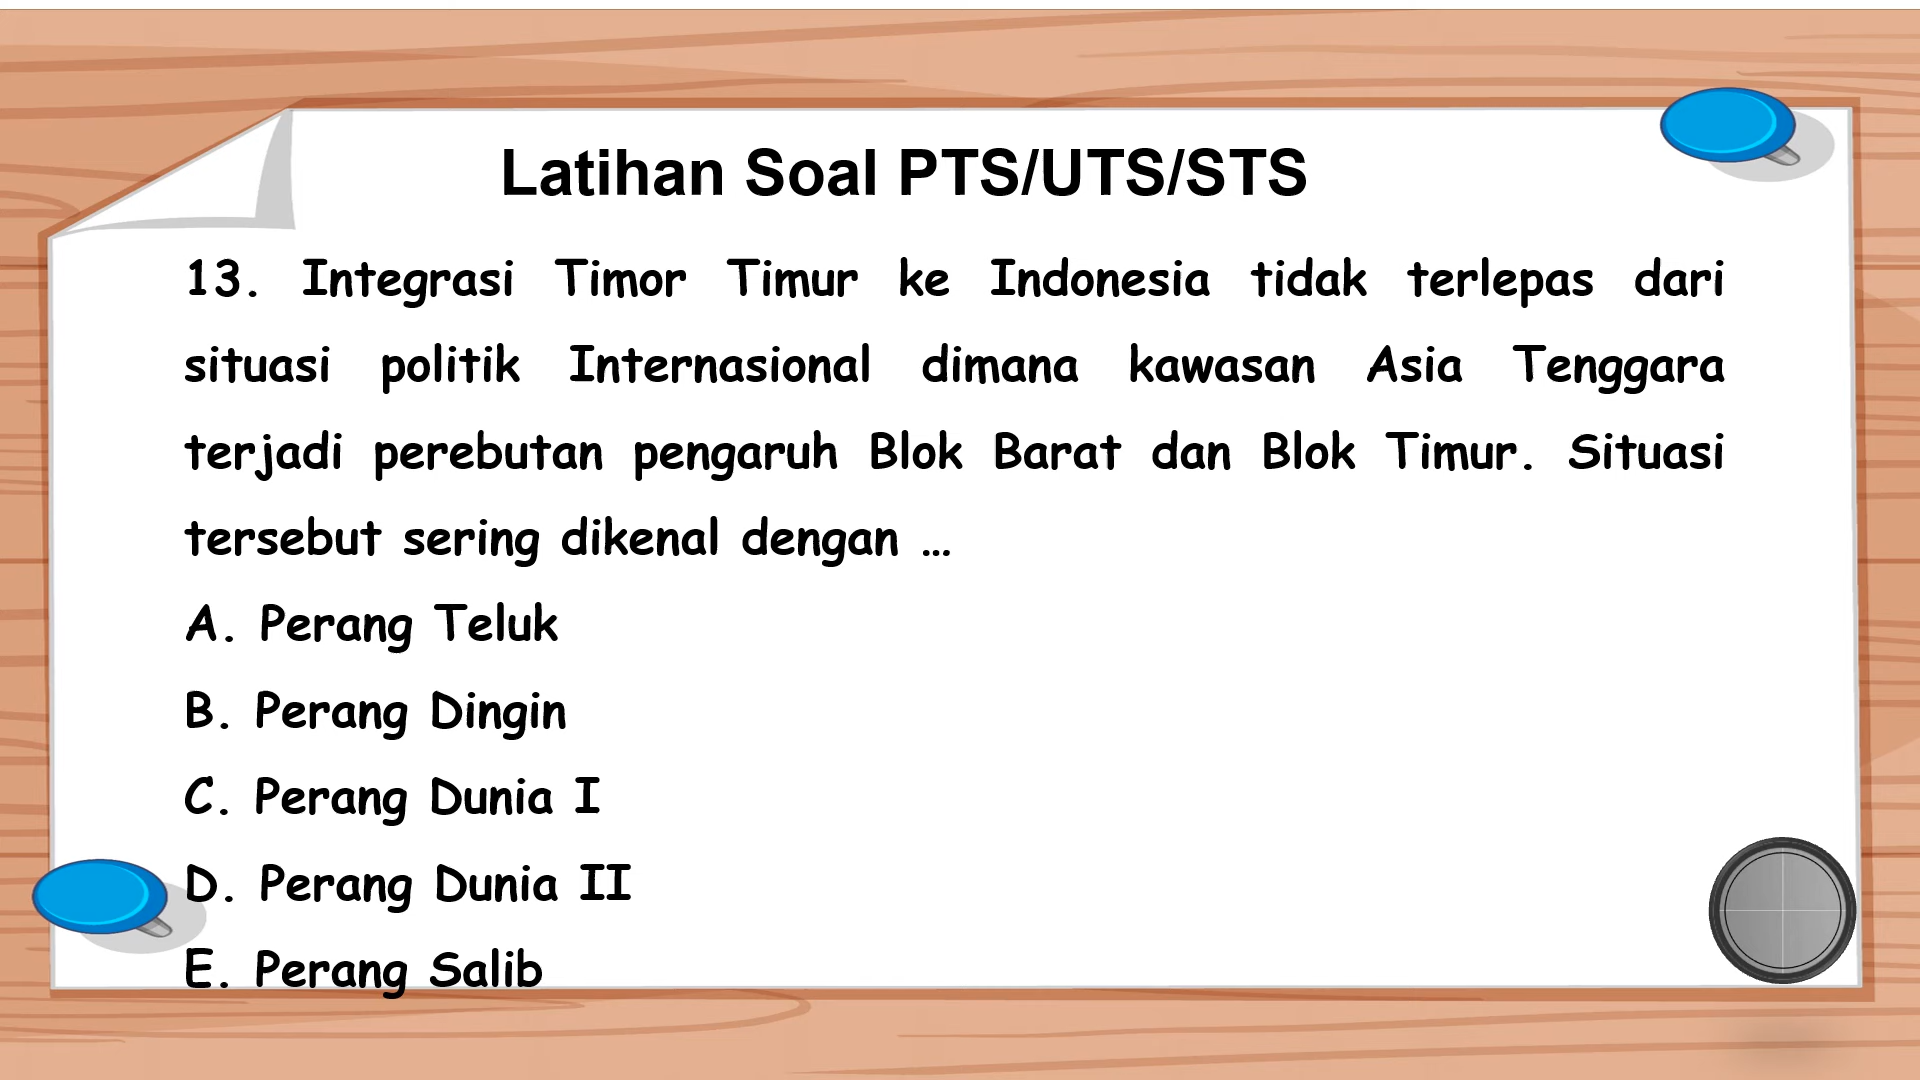 Latihan Soal PTS/UTS/STS
13. Integrasi Timor Timur ke Indonesia tidak terlepas dari
situasi politik Internasional dimana kawasan Asia Tenggara
terjadi perebutan pengaruh Blok Barat dan Blok Timur. Situasi
tersebut sering dikenal dengan …
A. Perang Teluk
B. Perang Dingin
C. Perang Dunia I
D. Perang Dunia II
E. Perang Salib